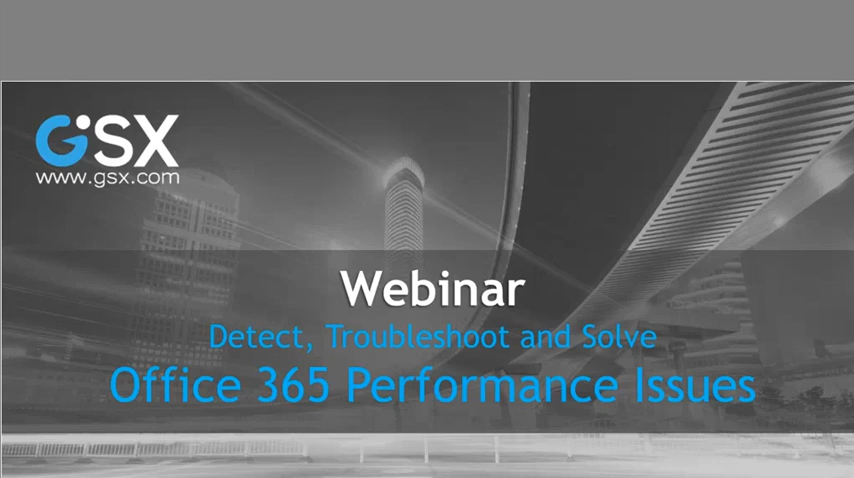 GSX
www.gsx.com
Webinar
Detect, Troubleshoot and Solve
Office 365 Performance Issues